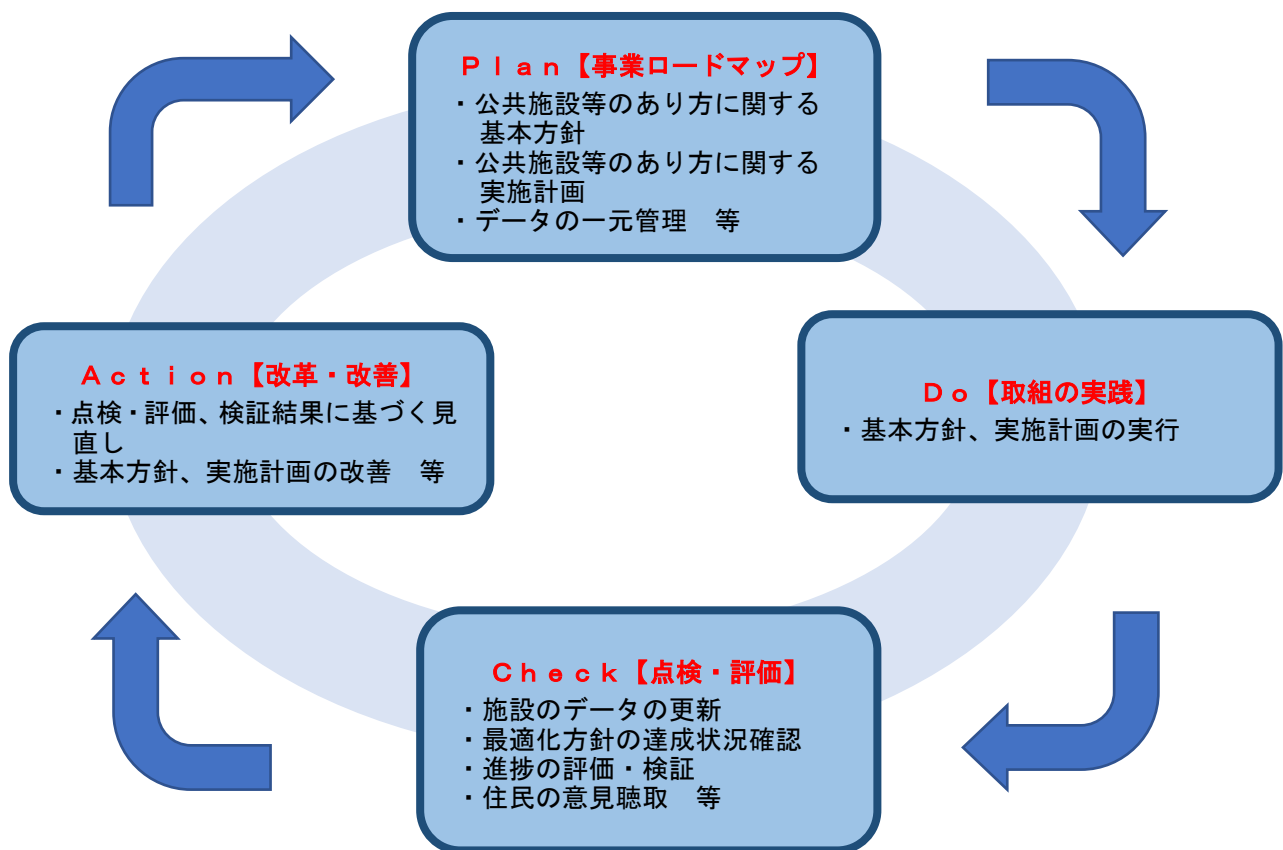 Ｐｌａｎ【事業ロードマップ】
・公共施設等のあり方に関する
基本方針
・公共施設等のあり方に関する
実施計画
・データの一元管理　等
Ａｃｔｉｏｎ【改革・改善】
・点検・評価、検証結果に基づく見
直し
・基本方針、実施計画の改善　等
Ｄｏ【取組の実践】
・基本方針、実施計画の実行
Ｃｈｅｃｋ【点検・評価】
・施設のデータの更新
・最適化方針の達成状況確認
・進捗の評価・検証
・住民の意見聴取　等